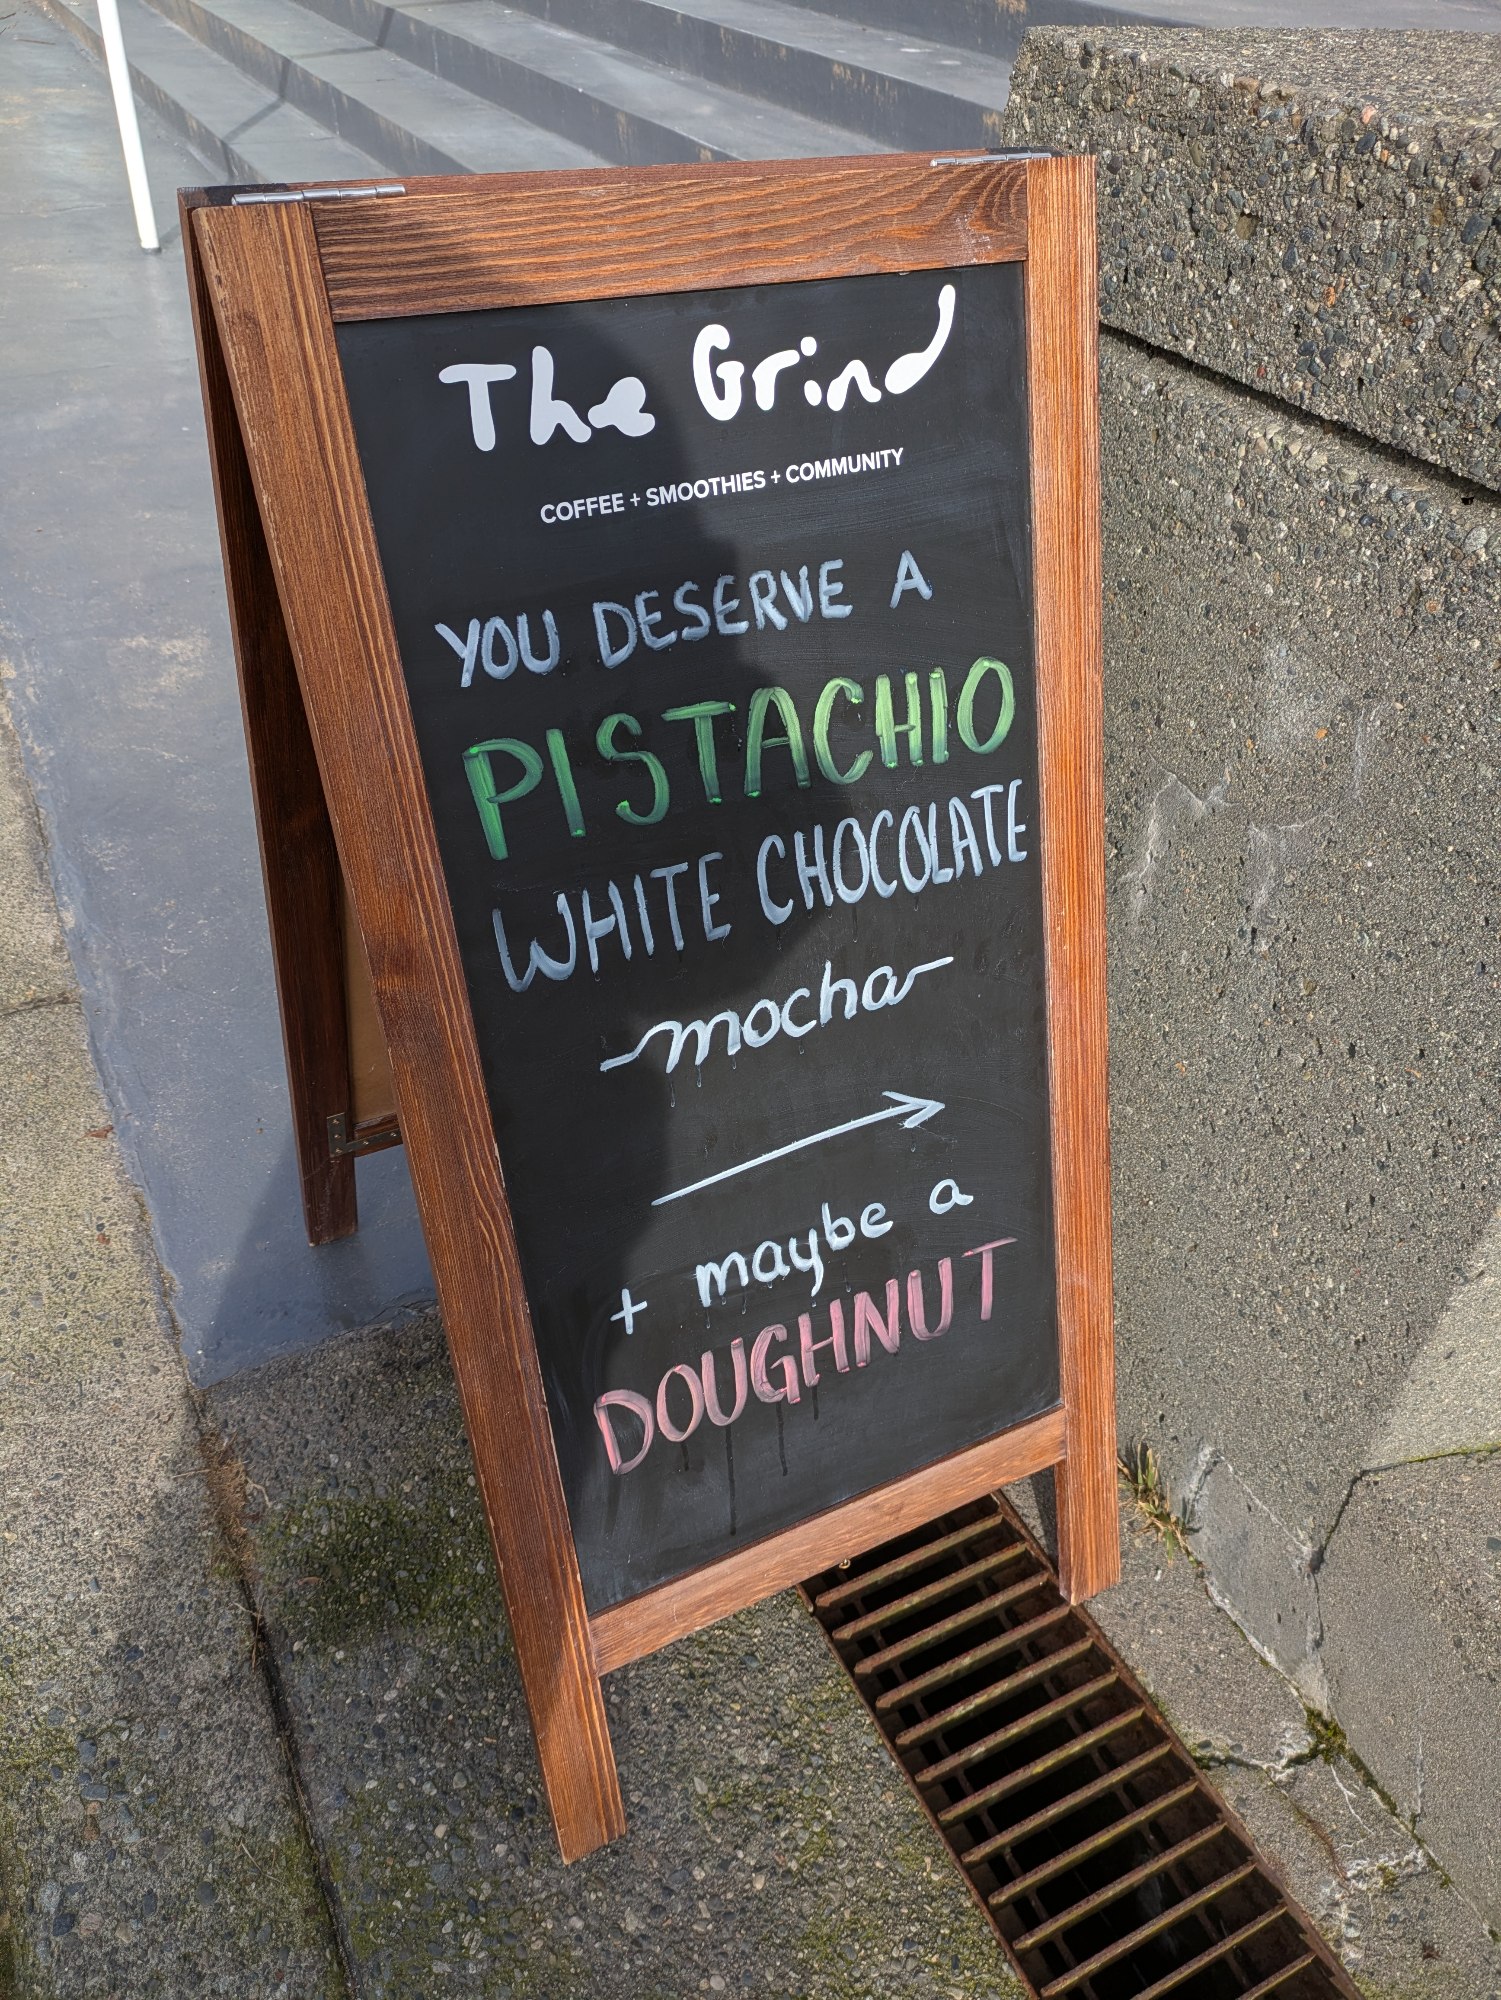 The Grind
COFFEE + SMOOTHIES + COMMUNITY
YOU DESERVE A
PISTACHIO
WHITE CHOCOLATE
mocha
+ maybe a
DOUGHNUT